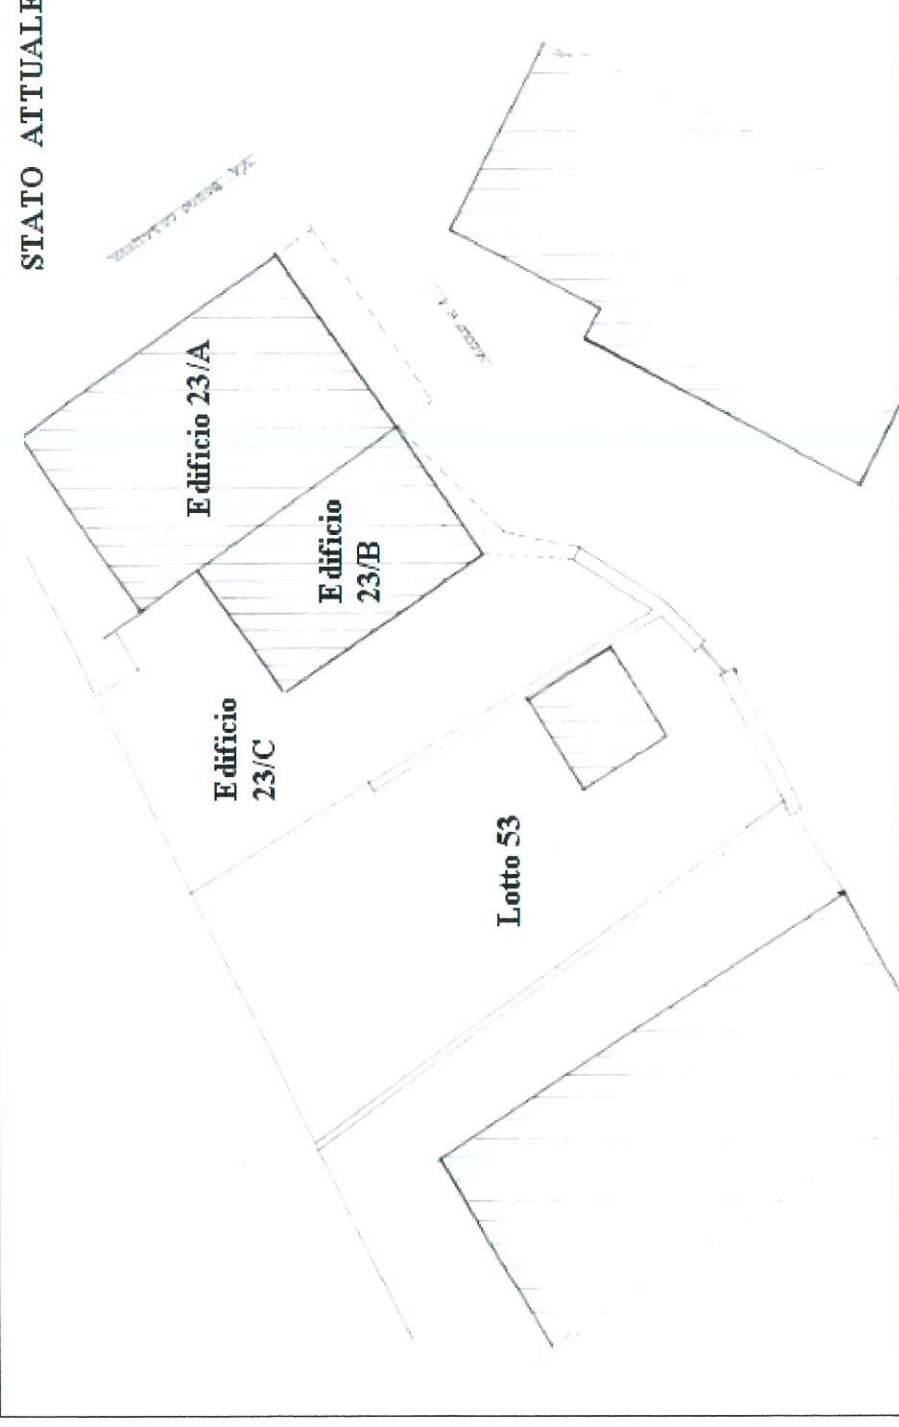 STATO ATTUALE
Edificio 23/A
Edificio
23/B
Edificio
23/C
Lotto 53